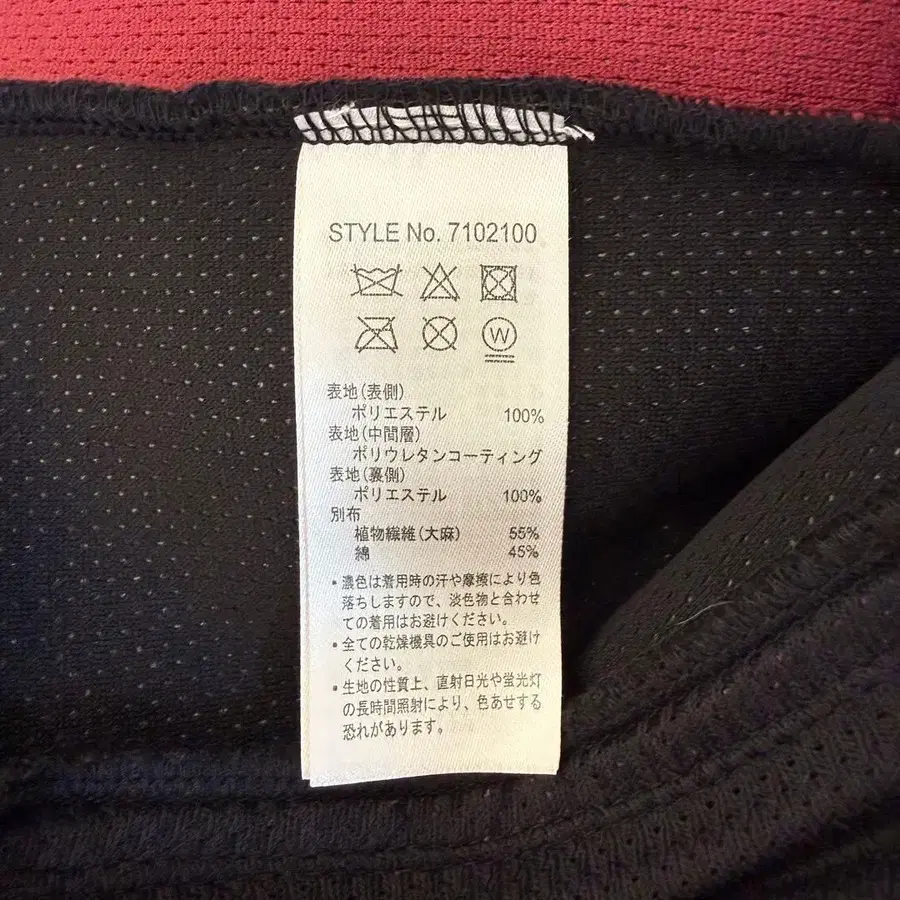 STYLE No. 7102100
W
表地(表側)
ポリエステル 100%
表地(中間層)
ポリウレタンコーティング
表地(裏側)
ポリエステル 100%
別布
植物繊維(大麻) 55%
綿 45%
・濃色は着用時の汗や摩擦により色
落ちしますので、淡色物と合わせ
ての着用はお避けください。
・全ての乾燥機具のご使用はお避け
ください。
・生地の性質上、直射日光や蛍光灯
の長時間照射により、色あせする
恐れがあります。